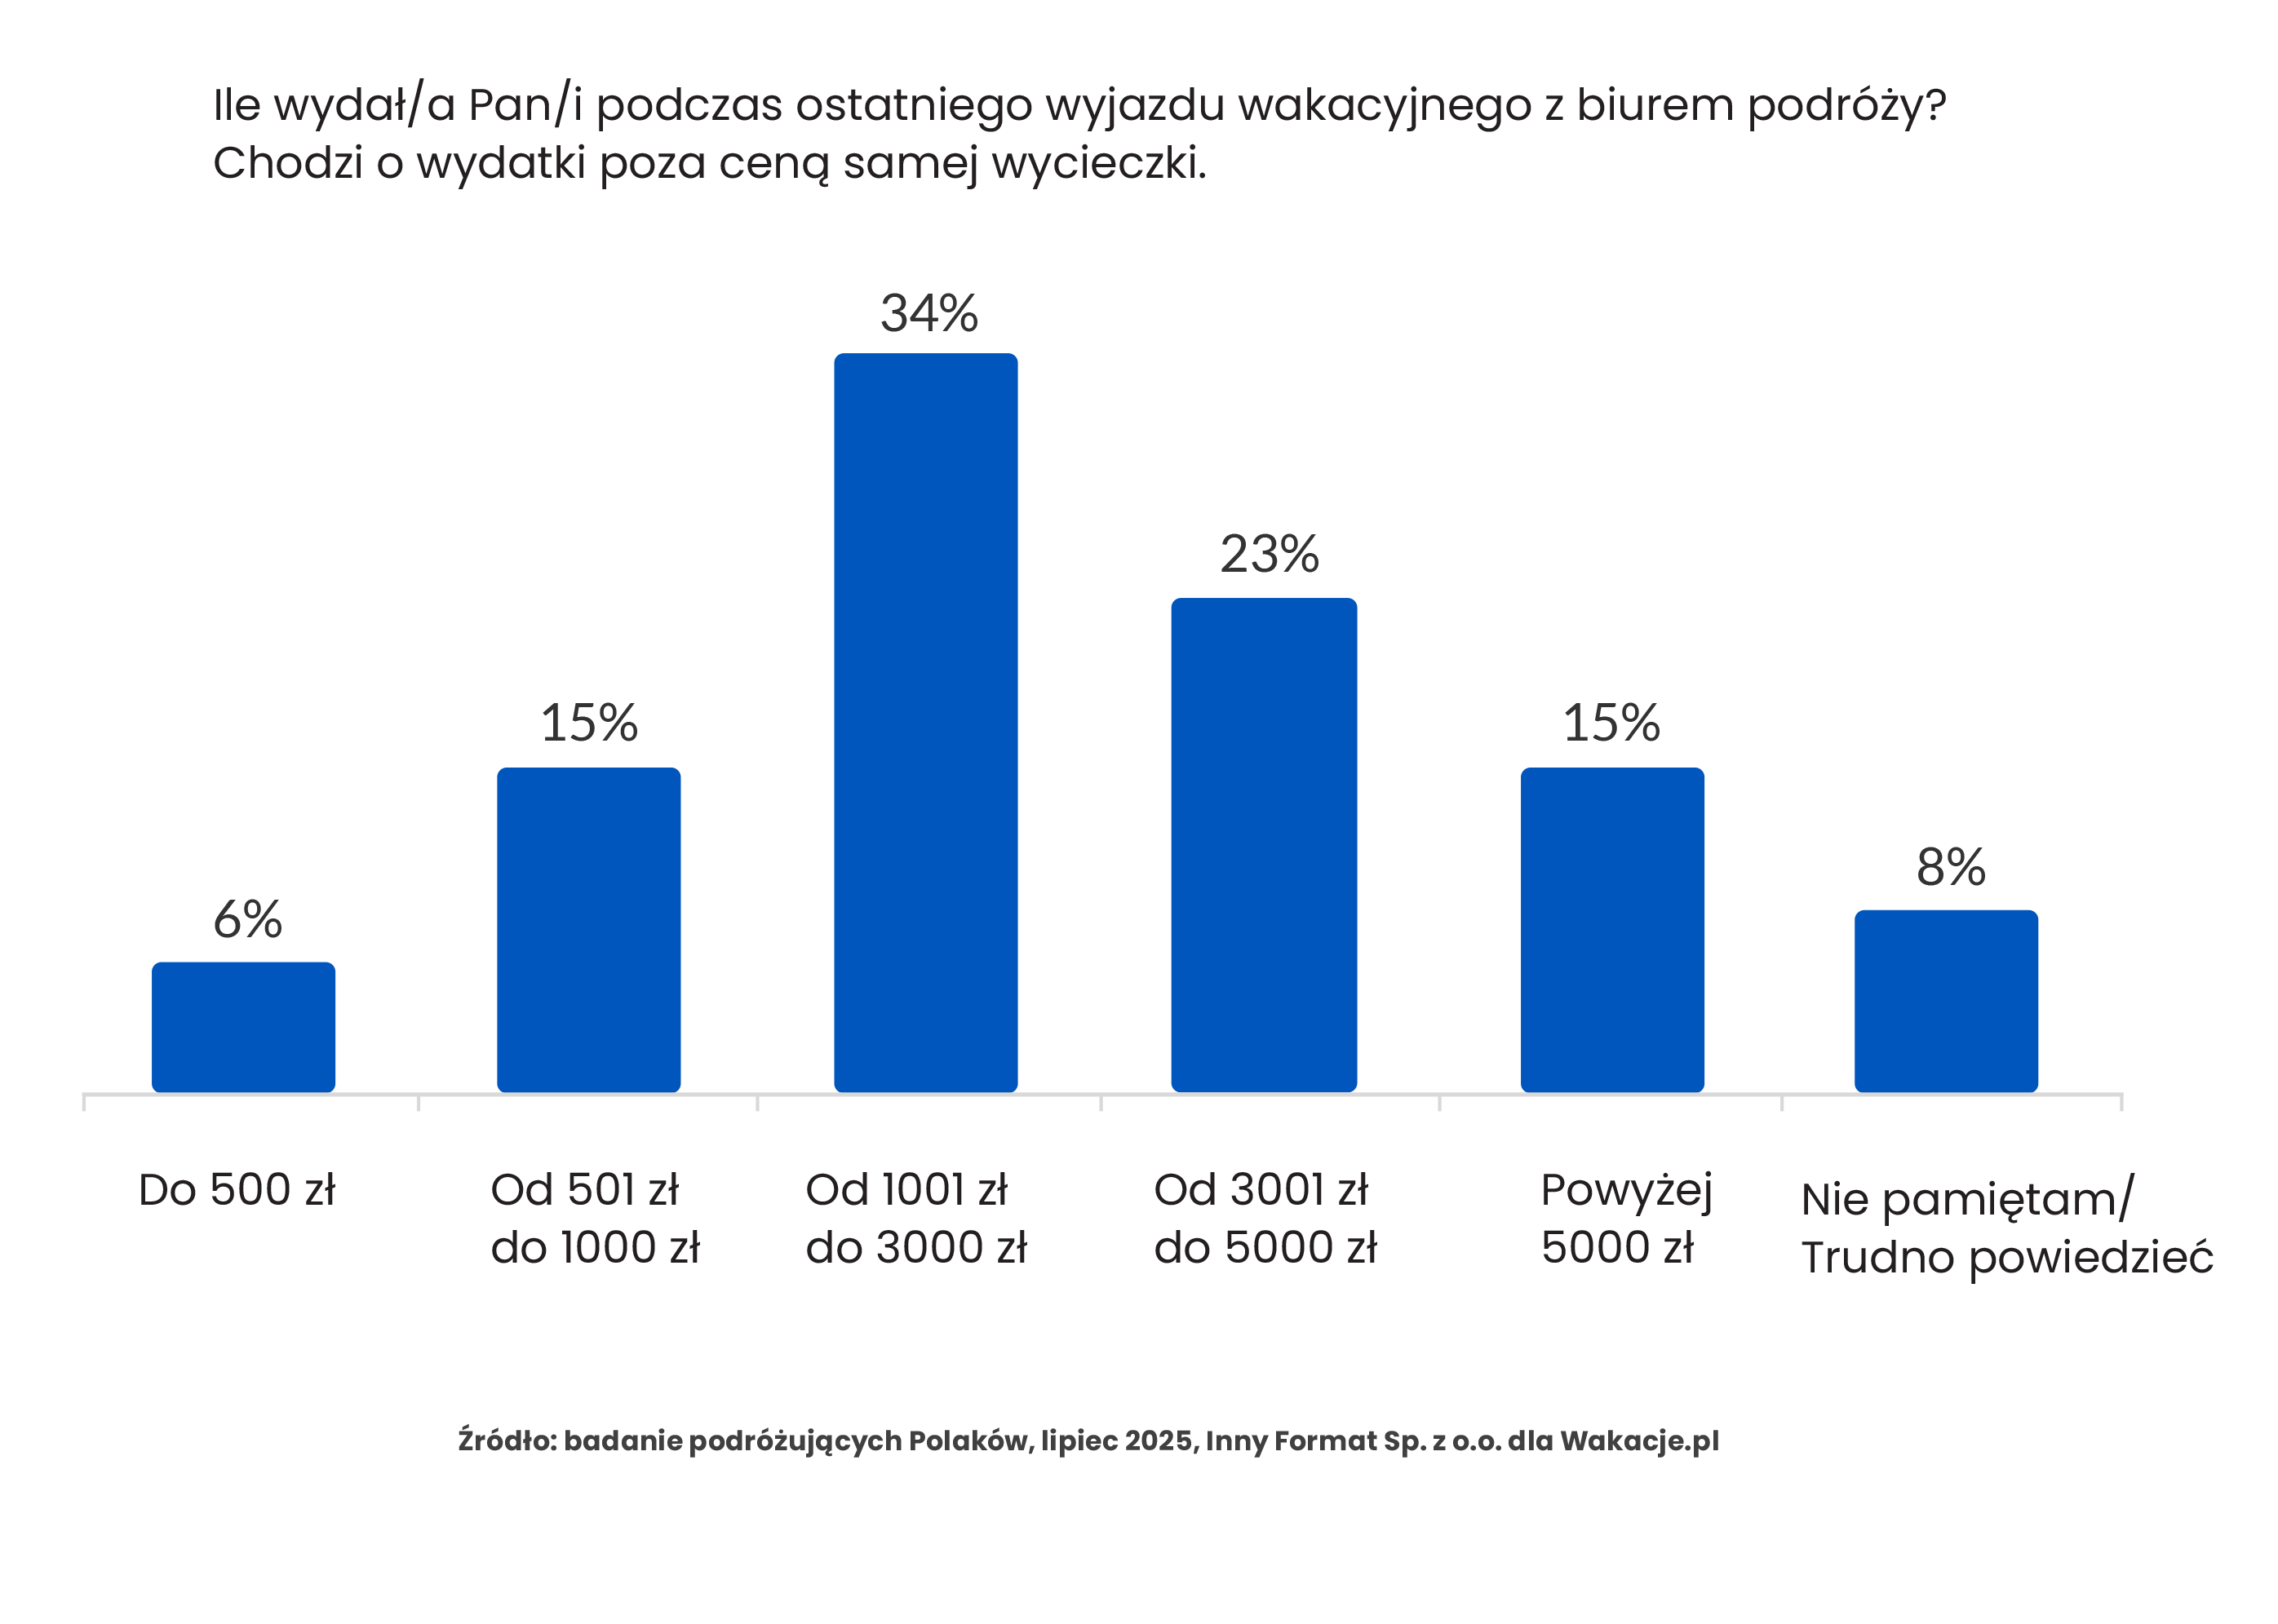 Ile wydał/a Pan/i podczas ostatniego wyjazdu wakacyjnego z biurem podróży?
Chodzi o wydatki poza ceną samej wycieczki.
6%
15%
34%
23%
15%
8%
Do 500 zł
Od 501 zł
do 1000 zł
Od 1001 zł
do 3000 zł
Od 3001 zł
do 5000 zł
Powyżej
5000 zł
Nie pamiętam/
Trudno powiedzieć
Źródło: badanie podróżujących Polaków, lipiec 2025, Inny Format Sp. z o.o. dla Wakacje.pl